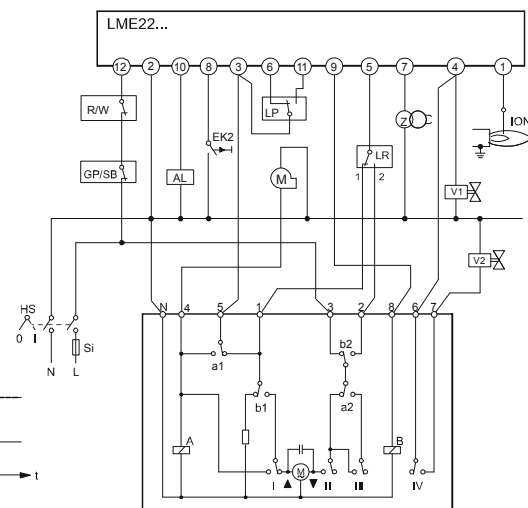 LME22...
12 2 10 8 3 6 11 9 5 7 4 1
R/W
LP
ION
EK2
Z
GP/SB
AL
M
LR
1 2
V1
V2
HS
0 I
Si
N L
N 4 5 1 3 2 8 6 7
a1
b2
b1
a2
A
B
M
I II III IV
t